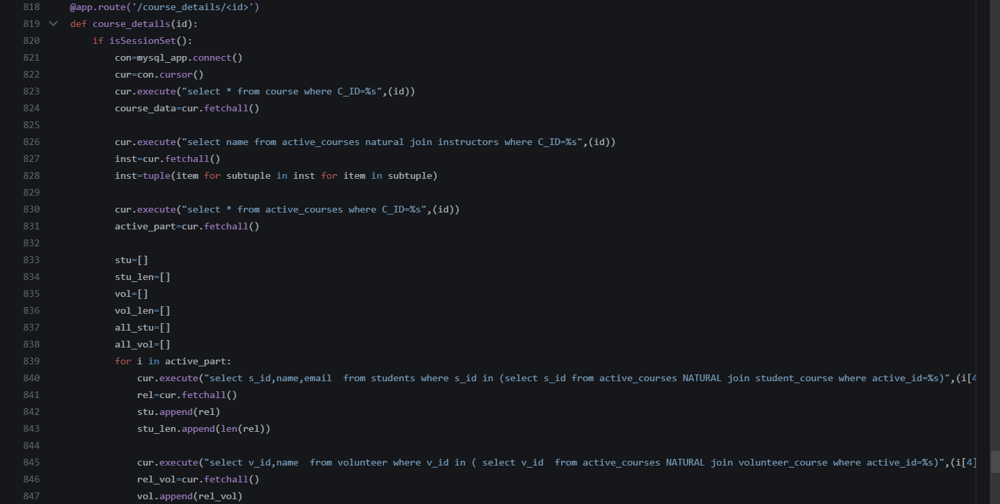 818 @app.route('/course_details/<id>')
819 def course_details(id):
820 if isSessionSet():
821 con=mysql_app.connect()
822 cur=con.cursor()
823 cur.execute("select * from course where C_ID=%s",(id))
824 course_data=cur.fetchall()
825
826 cur.execute("select name from active_courses natural join instructors where C_ID=%s",(id))
827 inst=cur.fetchall()
828 inst=tuple(item for subtuple in inst for item in subtuple)
829
830 cur.execute("select * from active_courses where C_ID=%s",(id))
831 active_part=cur.fetchall()
832
833 stu=[]
834 stu_len=[]
835 vol=[]
836 vol_len=[]
837 all_stu=[]
838 all_vol=[]
839 for i in active_part:
840 cur.execute("select s_id,name,email  from students where s_id in (select s_id from active_courses NATURAL join student_course where active_id=%s)",(i[4
841 rel=cur.fetchall()
842 stu.append(rel)
843 stu_len.append(len(rel))
844
845 cur.execute("select v_id,name  from volunteer where v_id in ( select v_id  from active_courses NATURAL join volunteer_course where active_id=%s)",(i[4]
846 rel_vol=cur.fetchall()
847 vol.append(rel_vol)